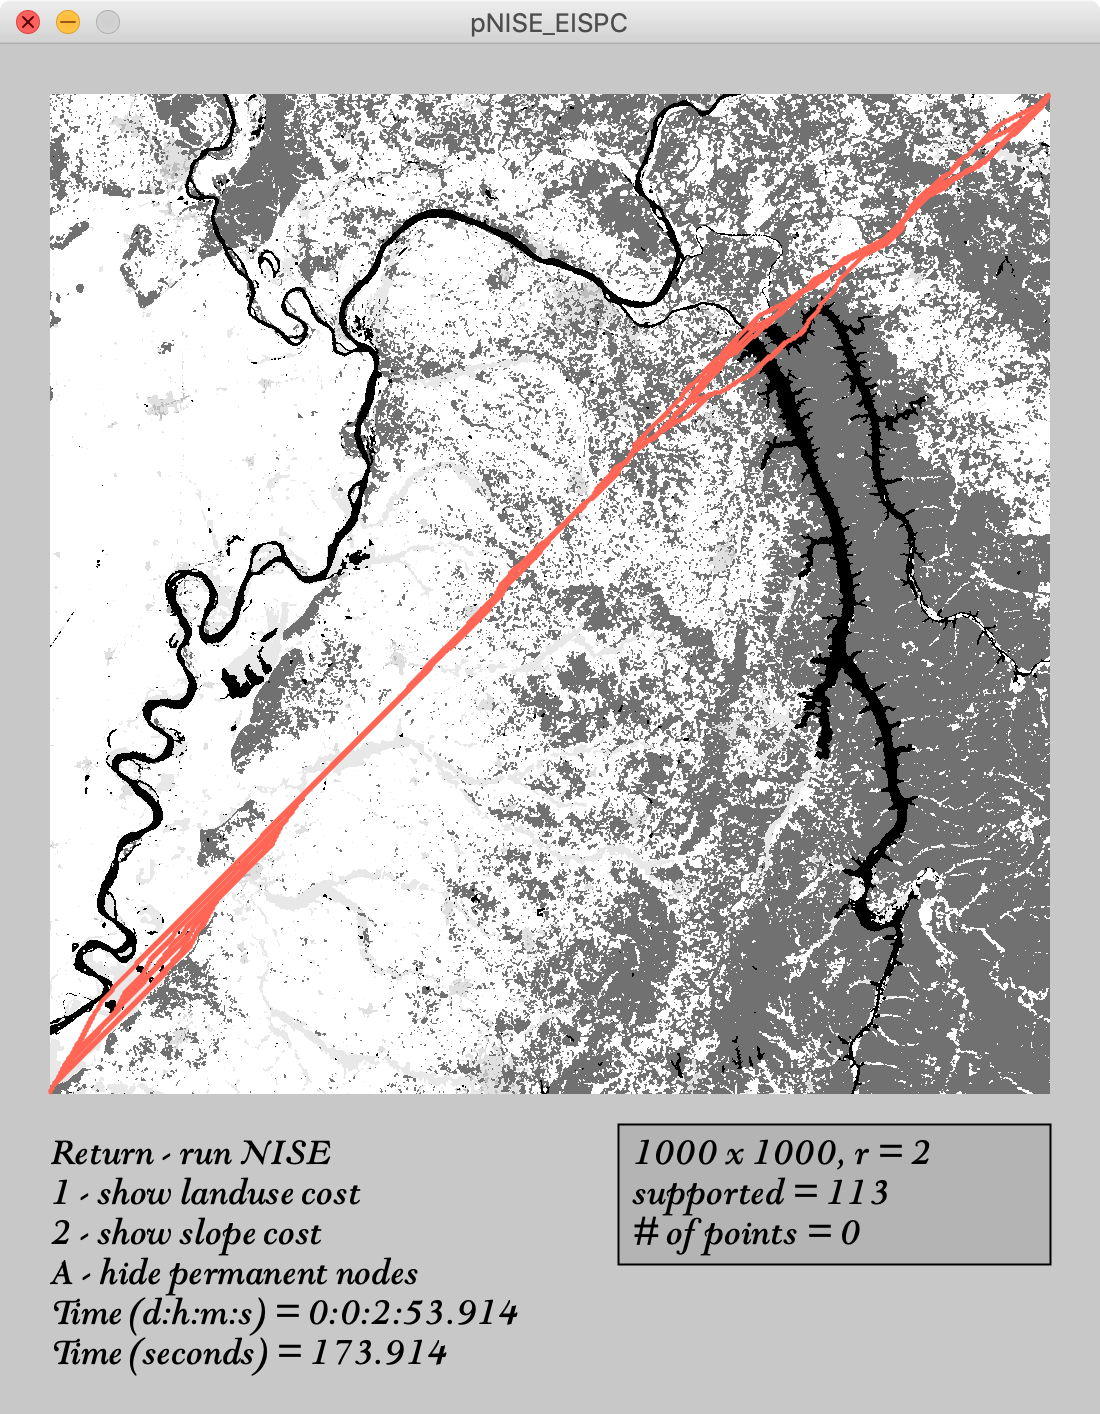 pNISE_EISPC
Return - run NISE
1 - show landuse cost
2 - show slope cost
A - hide permanent nodes
Time (d:h:m:s) = 0:0:2:53.914
Time (seconds) = 173.914
1000 x 1000, r = 2
supported = 113
# of points = 0